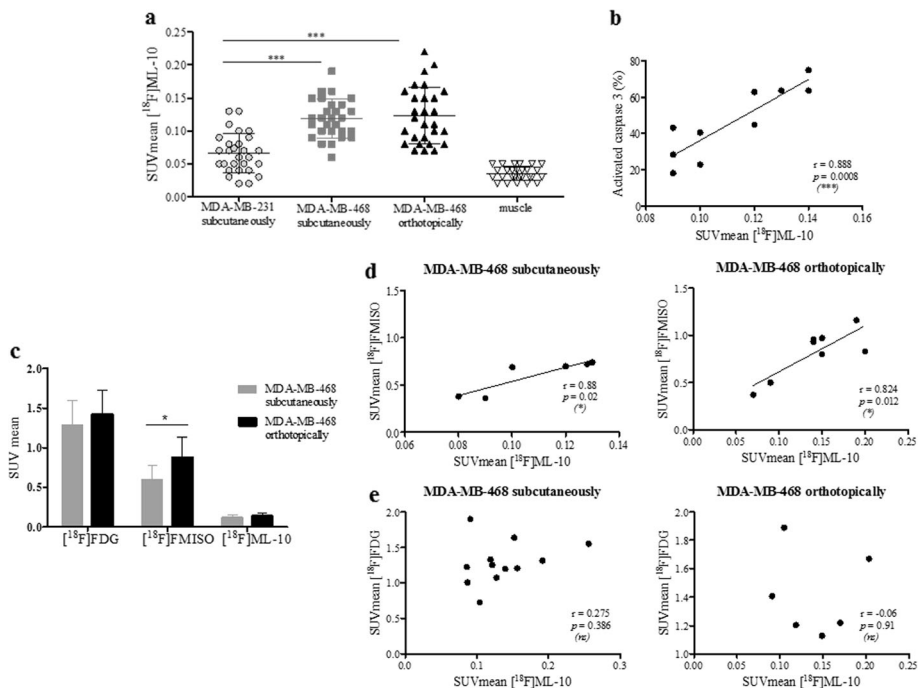 a
SUVmean [18F]ML-10
0.25
0.20
0.15
0.10
0.05
0.00
***
***
MDA-MB-231
subcutaneously
MDA-MB-468
subcutaneously
MDA-MB-468
orthotopically
muscle
b
Activated caspase 3 (%)
80
60
40
20
0
r = 0.888
p = 0.0008
(***)
0.08
0.10
0.12
0.14
0.16
SUVmean [18F]ML-10
c
SUV mean
2.0
1.5
1.0
0.5
0.0
*
MDA-MB-468
subcutaneously
MDA-MB-468
orthotopically
[18F]FDG
[18F]FMISO
[18F]ML-10
d
MDA-MB-468 subcutaneously
SUVmean [18F]FMISO
1.5
1.0
0.5
0.0
r = 0.88
p = 0.02
(*)
0.06
0.08
0.10
0.12
0.14
SUVmean [18F]ML-10
MDA-MB-468 orthotopically
SUVmean [18F]FMISO
1.5
1.0
0.5
0.0
r = 0.824
p = 0.012
(*)
0.00
0.05
0.10
0.15
0.20
0.25
SUVmean [18F]ML-10
e
MDA-MB-468 subcutaneously
SUVmean [18F]FDG
2.0
1.5
1.0
0.5
0.0
r = 0.275
p = 0.386
(ns)
0.0
0.1
0.2
0.3
SUVmean [18F]ML-10
MDA-MB-468 orthotopically
SUVmean [18F]FDG
2.0
1.8
1.6
1.4
1.2
1.0
r = -0.06
p = 0.91
(ns)
0.00
0.05
0.10
0.15
0.20
0.25
SUVmean [18F]ML-10